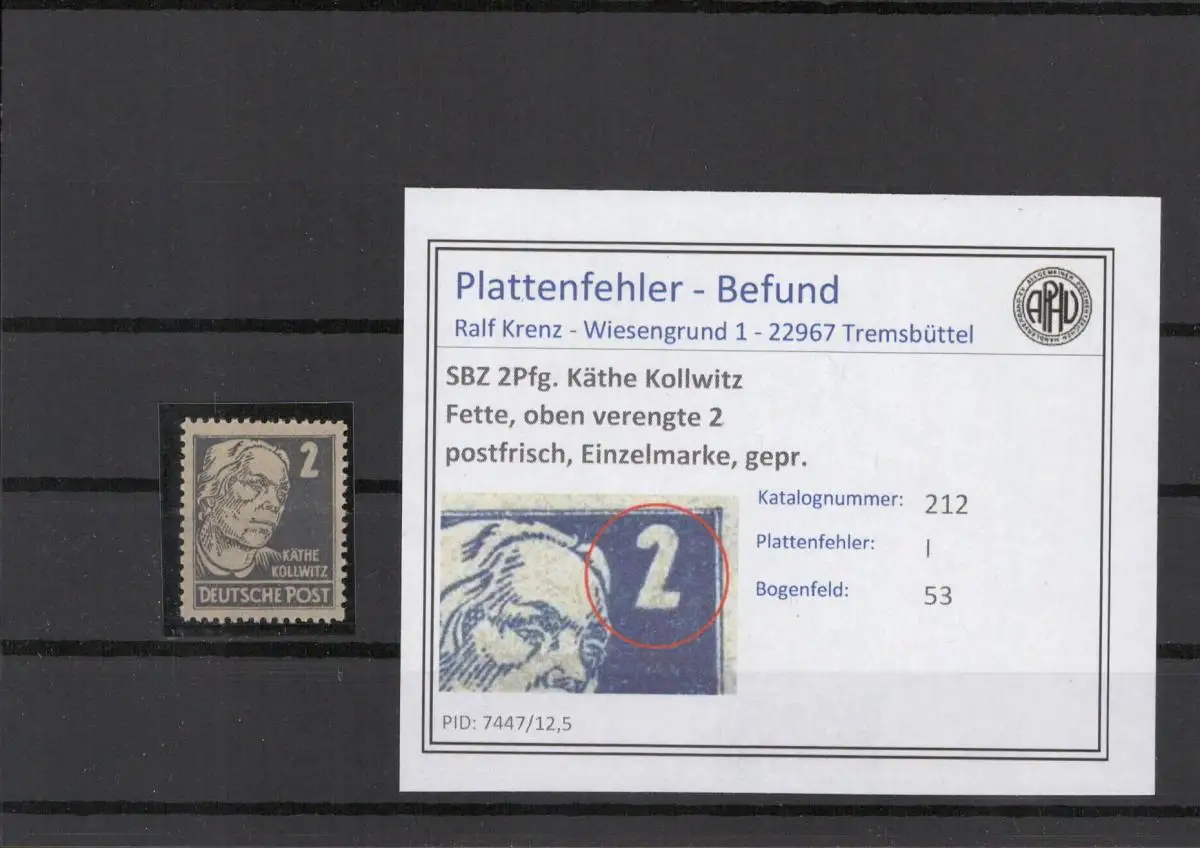 2
KÄTHE
KOLLWITZ
DEUTSCHE POST
Plattenfehler - Befund
Ralf Krenz - Wiesengrund 1 - 22967 Tremsbüttel
APHV
SBZ 2Pfg. Käthe Kollwitz
Fette, oben verengte 2
postfrisch, Einzelmarke, gepr.
2
Katalognummer: 212
Plattenfehler: I
Bogenfeld: 53
PID: 7447/12,5